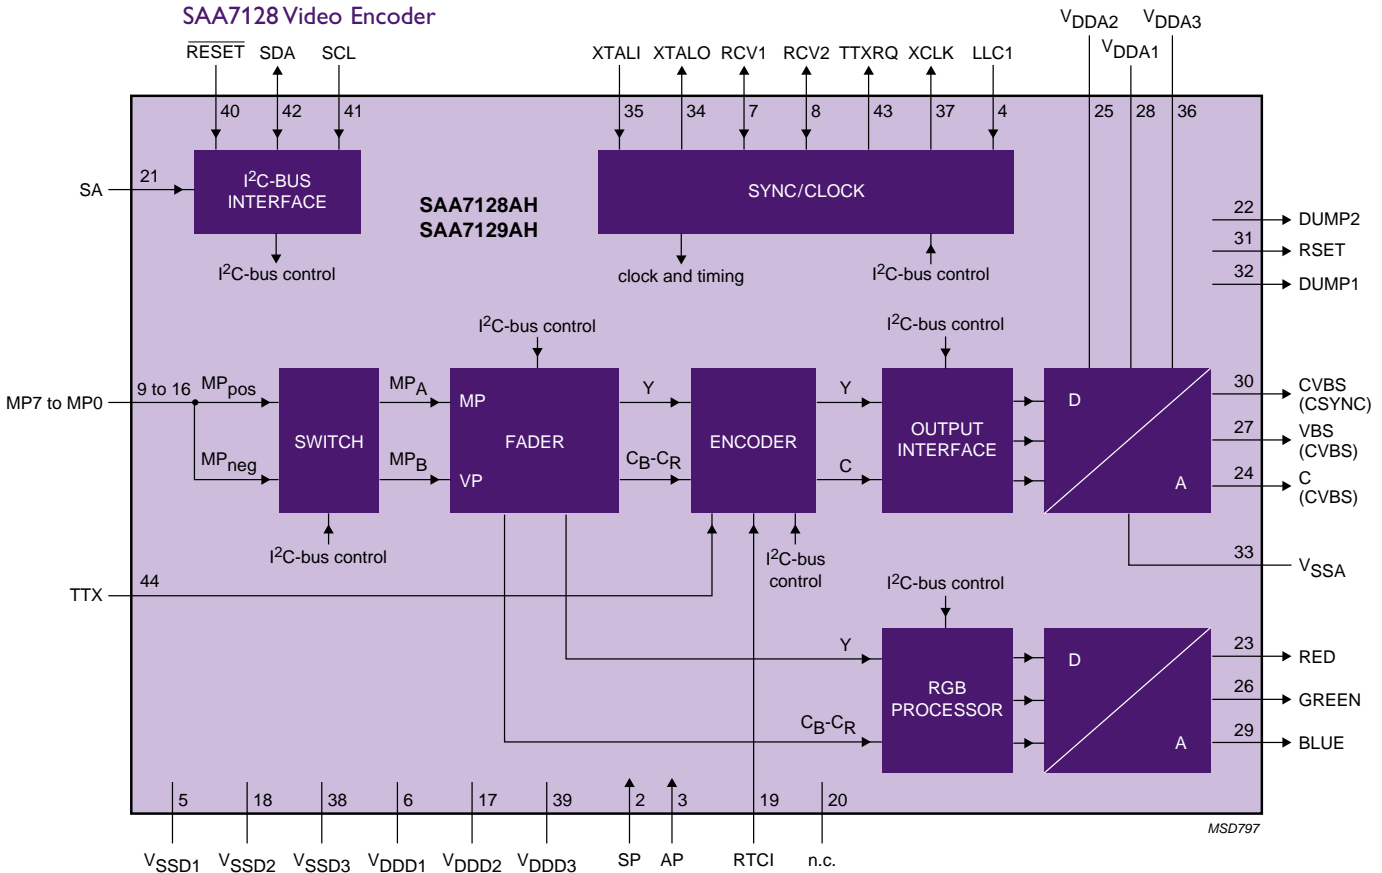 SAA7128 Video Encoder
VDDA2 VDDA3
VDDA1
RESET SDA SCL XTALI XTALO RCV1 RCV2 TTXRQ XCLK LLC1
40 42 41 35 34 7 8 43 37 4 25 28 36
SA 21
I2C-BUS
INTERFACE
SAA7128AH
SAA7129AH
SYNC/CLOCK
22 DUMP2
31 RSET
32 DUMP1
I2C-bus control
clock and timing
I2C-bus control
I2C-bus control
I2C-bus control
MP7 to MP0
9 to 16
MPpos
MPneg
SWITCH
MPA
MPB
MP
FADER
VP
Y
CB-CR
ENCODER
Y
C
OUTPUT
INTERFACE
D
A
30 CVBS
(CSYNC)
27 VBS
(CVBS)
24 C
(CVBS)
I2C-bus control
I2C-bus
control
33 VSSA
44
TTX
I2C-bus control
Y
CB-CR
RGB
PROCESSOR
D
A
23 RED
26 GREEN
29 BLUE
5 18 38 6 17 39 2 3 19 20
MSD797
VSSD1 VSSD2 VSSD3 VDDD1 VDDD2 VDDD3 SP AP RTCI n.c.